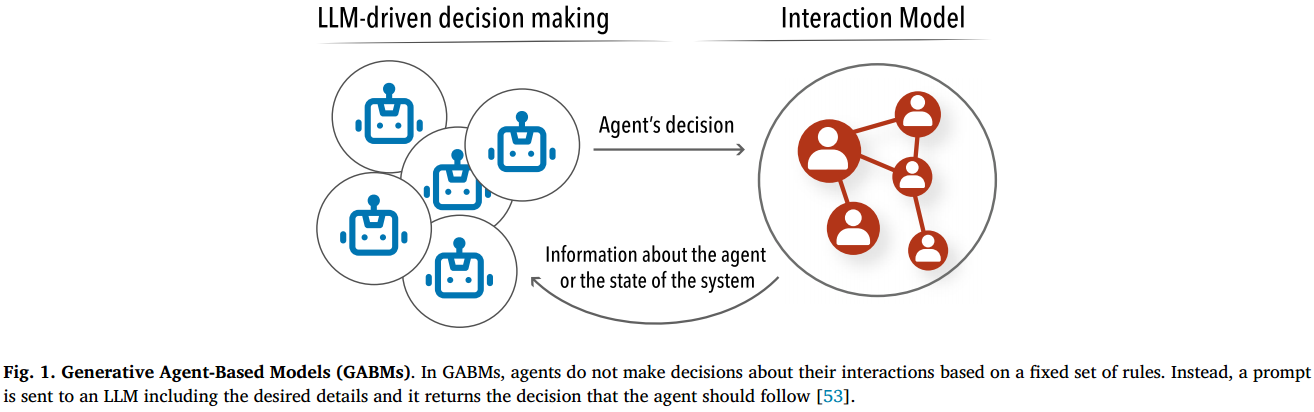 LLM-driven decision making
Interaction Model
Agent's decision
Information about the agent
or the state of the system
Fig. 1. Generative Agent-Based Models (GABMs). In GABMs, agents do not make decisions about their interactions based on a fixed set of rules. Instead, a prompt
is sent to an LLM including the desired details and it returns the decision that the agent should follow [53].